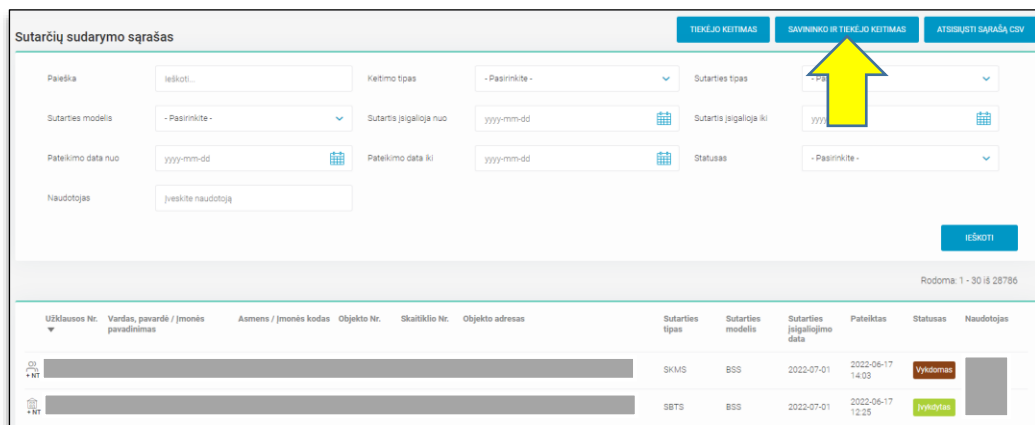 Sutarčių sudarymo sąrašas
TIEKĖJO KEITIMAS
SAVININKO IR TIEKĖJO KEITIMAS
ATSISIŲSTI SĄRAŠĄ CSV
Paieška Ieškoti... Keitimo tipas - Pasirinkite - Sutarties tipas
Sutarties modelis - Pasirinkite - Sutartis įsigalioja nuo yyyy-mm-dd Sutartis įsigalioja iki
Pateikimo data nuo yyyy-mm-dd Pateikimo data iki yyyy-mm-dd Statusas - Pasirinkite -
Naudotojas Įveskite naudotoją
IEŠKOTI
Rodoma: 1 - 30 iš 28786
Užklausos Nr. Vardas, pavardė / Įmonės pavadinimas Asmens / Įmonės kodas Objekto Nr. Skaitiklio Nr. Objekto adresas Sutarties tipas Sutarties modelis Sutarties įsigaliojimo data Pateiktas Statusas Naudotojas
+ NT SKMS BSS 2022-07-01 2022-06-17 14:03 Vykdomas
+ NT SBTS BSS 2022-07-01 2022-06-17 12:25 Įvykdytas